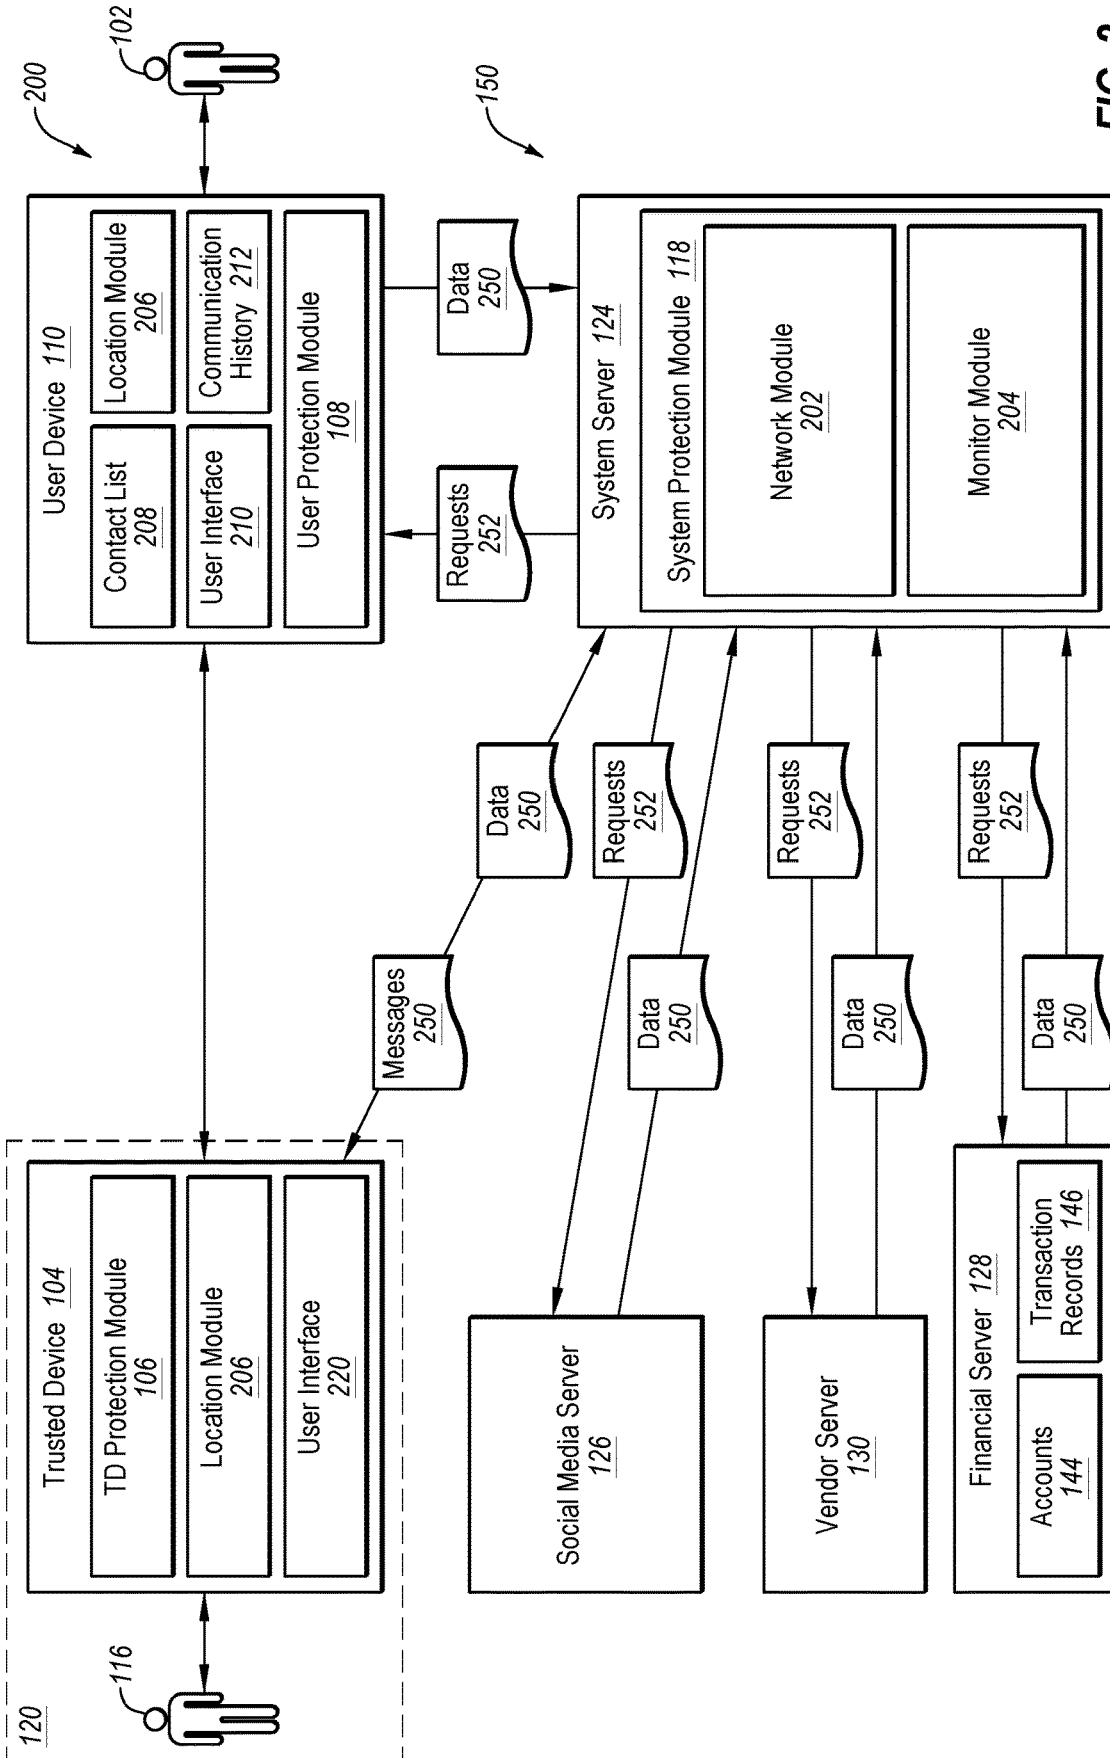 120
116
Trusted Device 104
TD Protection Module
106
Location Module
206
User Interface
220
200
102
User Device 110
Contact List
208
Location Module
206
User Interface
210
Communication
History 212
User Protection Module
108
Messages
250
Data
250
Requests
252
Data
250
150
System Server 124
System Protection Module 118
Network Module
202
Monitor Module
204
Social Media Server
126
Requests
252
Data
250
Vendor Server
130
Requests
252
Data
250
Financial Server 128
Accounts
144
Transaction
Records 146
Requests
252
Data
250
FIG. 2